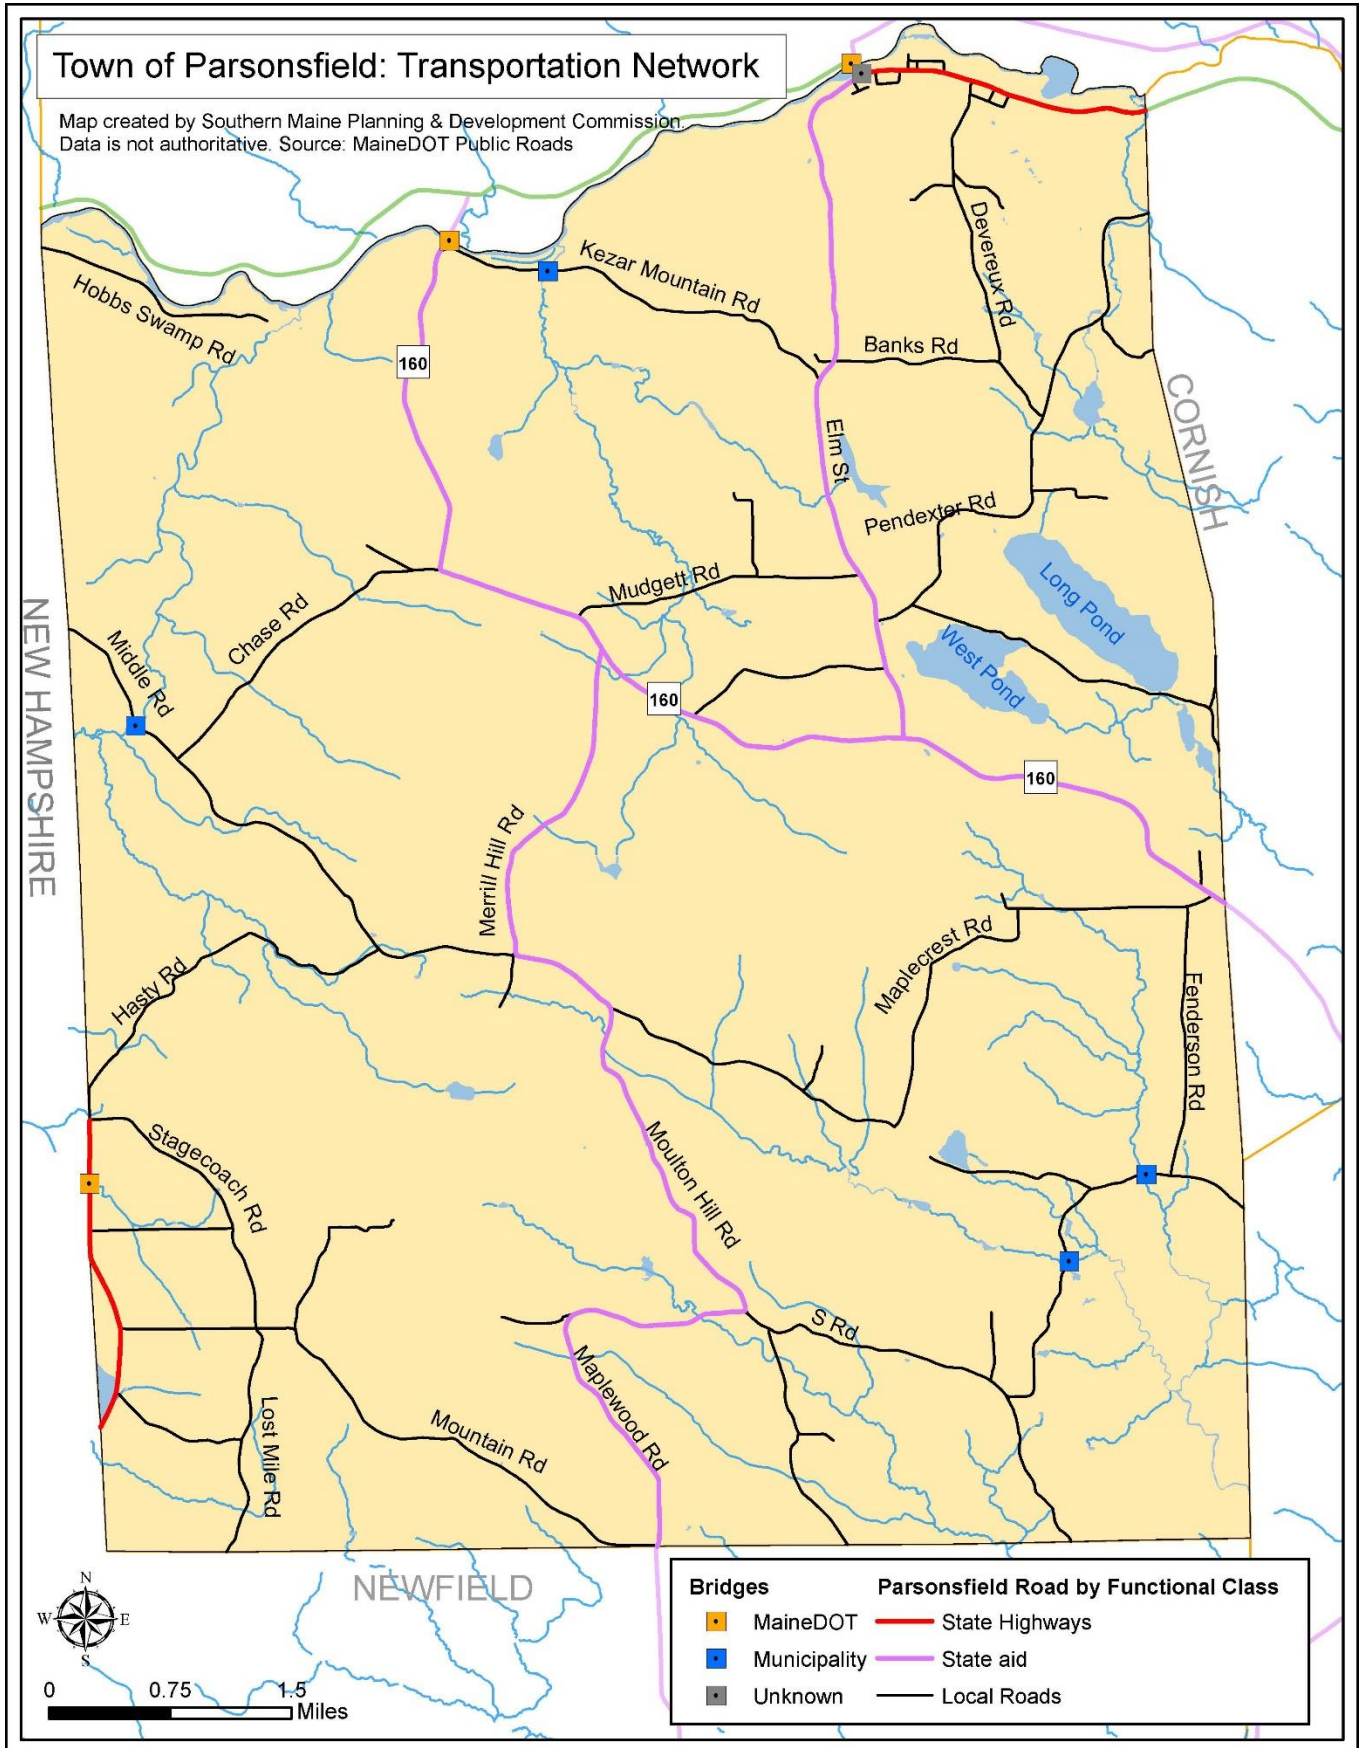 Town of Parsonsfield: Transportation Network
Map created by Southern Maine Planning & Development Commission.
Data is not authoritative. Source: MaineDOT Public Roads
Hobbs Swamp Rd
Kezar Mountain Rd
Devereux Rd
Banks Rd
160
CORNISH
Elm St
Pendexter Rd
Mudgett Rd
Long Pond
NEW HAMPSHIRE
Middle Rd
Chase Rd
West Pond
160
160
Merrill Hill Rd
Maplecrest Rd
Hasty Rd
Fenderson Rd
Stagecoach Rd
Moulton Hill Rd
S Rd
Maplewood Rd
Lost Mile Rd
Mountain Rd
NEWFIELD
N
W E
S
0 0.75 1.5
Miles
Bridges
MaineDOT
Municipality
Unknown
Parsonsfield Road by Functional Class
State Highways
State aid
Local Roads